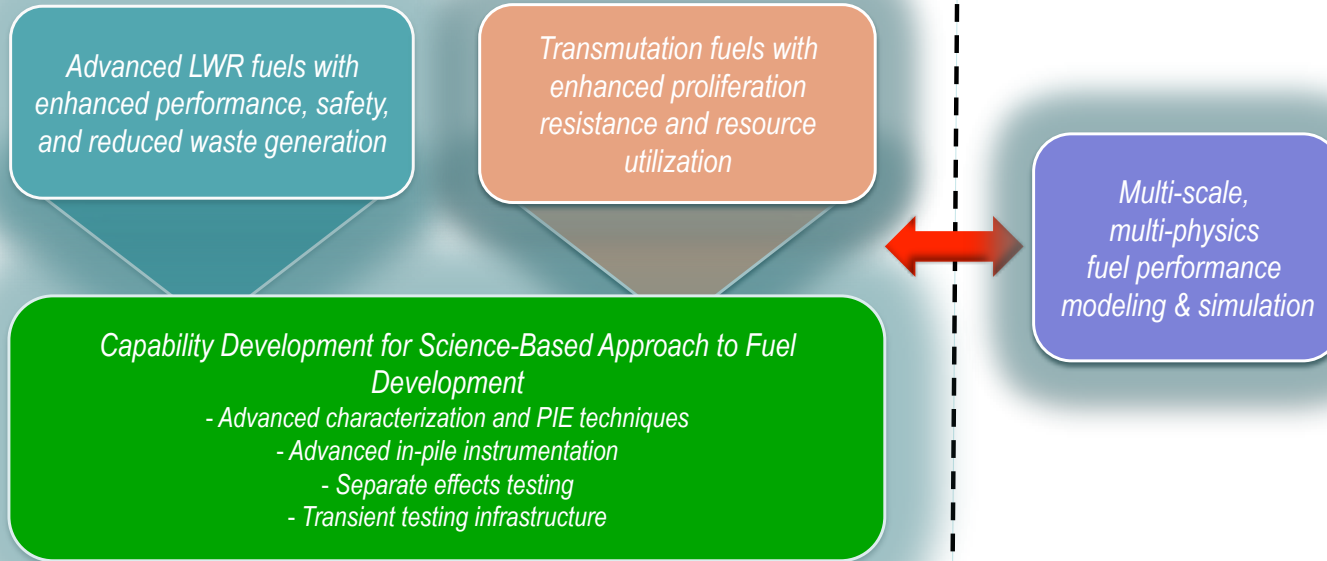 Advanced LWR fuels with
enhanced performance, safety,
and reduced waste generation
Transmutation fuels with
enhanced proliferation
resistance and resource
utilization
Multi-scale,
multi-physics
fuel performance
modeling & simulation
Capability Development for Science-Based Approach to Fuel
Development
- Advanced characterization and PIE techniques
- Advanced in-pile instrumentation
- Separate effects testing
- Transient testing infrastructure